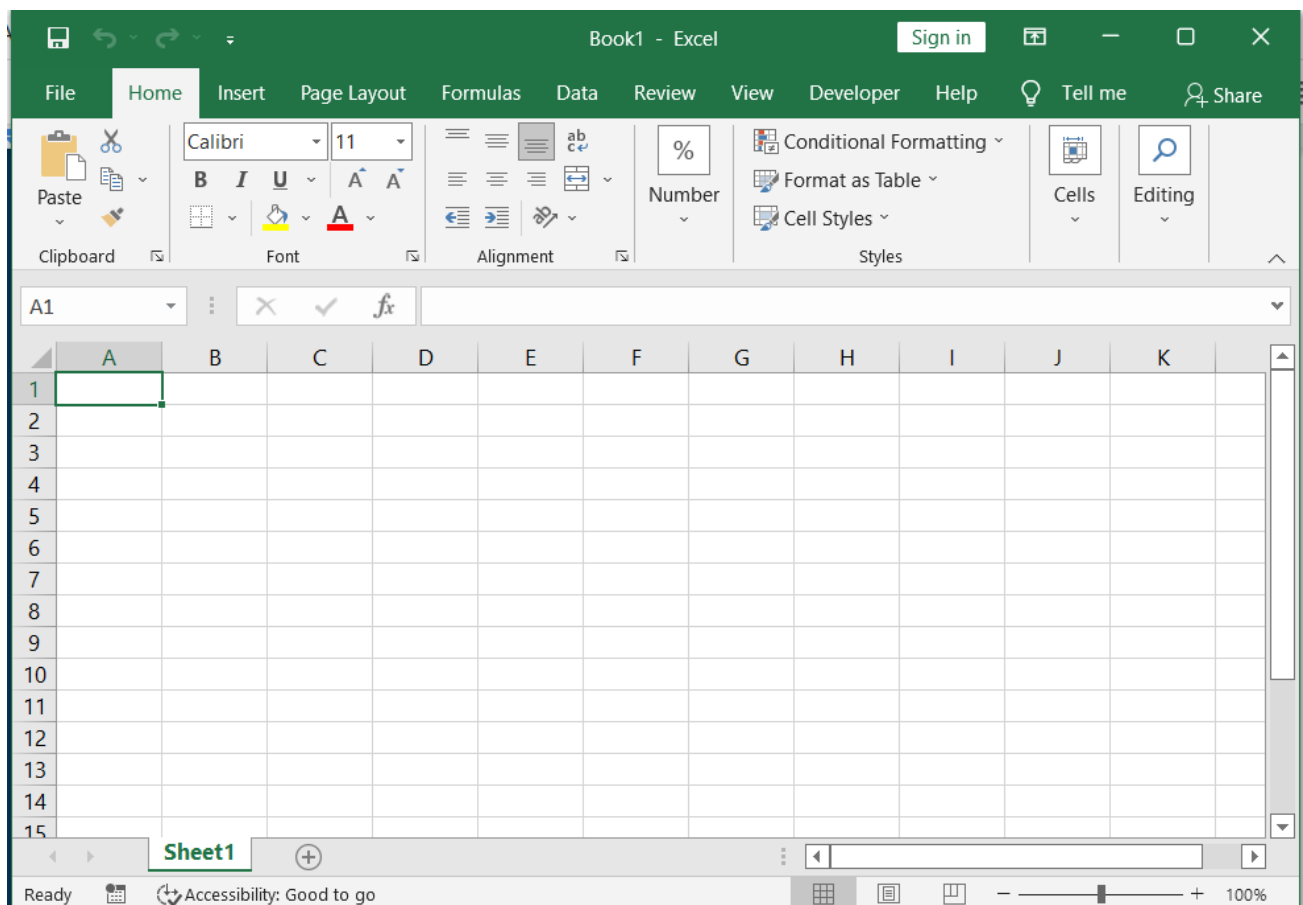 Book1 - Excel
Sign in
File Home Insert Page Layout Formulas Data Review View Developer Help Tell me Share
Calibri 11
ab
Conditional Formatting
%
c
B I U A A
Format as Table
Paste
Number
Cells
Editing
A
Cell Styles
Clipboard Font Alignment Styles
A1
fx
A B C D E F G H I J K
1
2
3
4
5
6
7
8
9
10
11
12
13
14
15
Sheet1
Ready
Accessibility: Good to go
100%